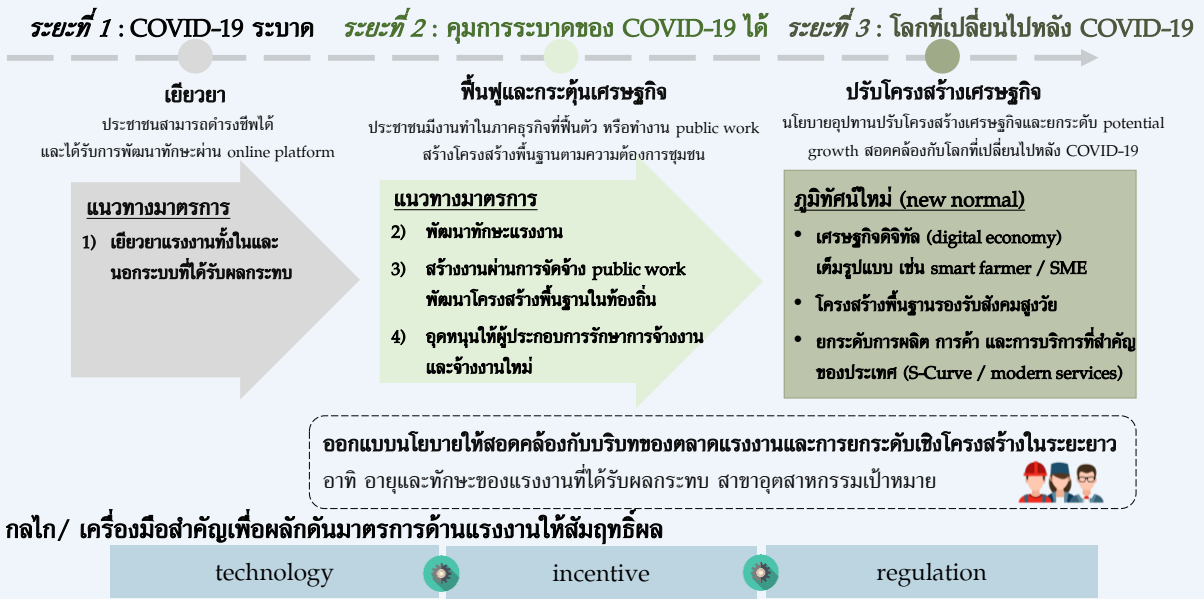 ระยะที่ 1 : COVID-19 ระบาด
ระยะที่ 2 : คุมการระบาดของ COVID-19 ได้
ระยะที่ 3 : โลกที่เปลี่ยนไปหลัง COVID-19
เยียวยา
ประชาชนสามารถดำรงชีพได้
และได้รับการพัฒนาทักษะผ่าน online platform
แนวทางมาตรการ
1) เยียวยาแรงงานทั้งในและ
นอกระบบที่ได้รับผลกระทบ
ฟื้นฟูและกระตุ้นเศรษฐกิจ
ประชาชนมีงานทำในภาคธุรกิจที่ฟื้นตัว หรือทำงาน public work
สร้างโครงสร้างพื้นฐานตามความต้องการชุมชน
แนวทางมาตรการ
2) พัฒนาทักษะแรงงาน
3) สร้างงานผ่านการจัดจ้าง public work
พัฒนาโครงสร้างพื้นฐานในท้องถิ่น
4) อุดหนุนให้ผู้ประกอบการรักษาการจ้างงาน
และจ้างงานใหม่
ปรับโครงสร้างเศรษฐกิจ
นโยบายอุปทานปรับโครงสร้างเศรษฐกิจและยกระดับ potential
growth สอดคล้องกับโลกที่เปลี่ยนไปหลัง COVID-19
ภูมิทัศน์ใหม่ (new normal)
• เศรษฐกิจดิจิทัล (digital economy)
เต็มรูปแบบ เช่น smart farmer / SME
• โครงสร้างพื้นฐานรองรับสังคมสูงวัย
• ยกระดับการผลิต การค้า และการบริการที่สำคัญ
ของประเทศ (S-Curve / modern services)
ออกแบบนโยบายให้สอดคล้องกับบริบทของตลาดแรงงานและการยกระดับเชิงโครงสร้างในระยะยาว
อาทิ อายุและทักษะของแรงงานที่ได้รับผลกระทบ สาขาอุตสาหกรรมเป้าหมาย
กลไก/ เครื่องมือสำคัญเพื่อผลักดันมาตรการด้านแรงงานให้สัมฤทธิ์ผล
technology
incentive
regulation